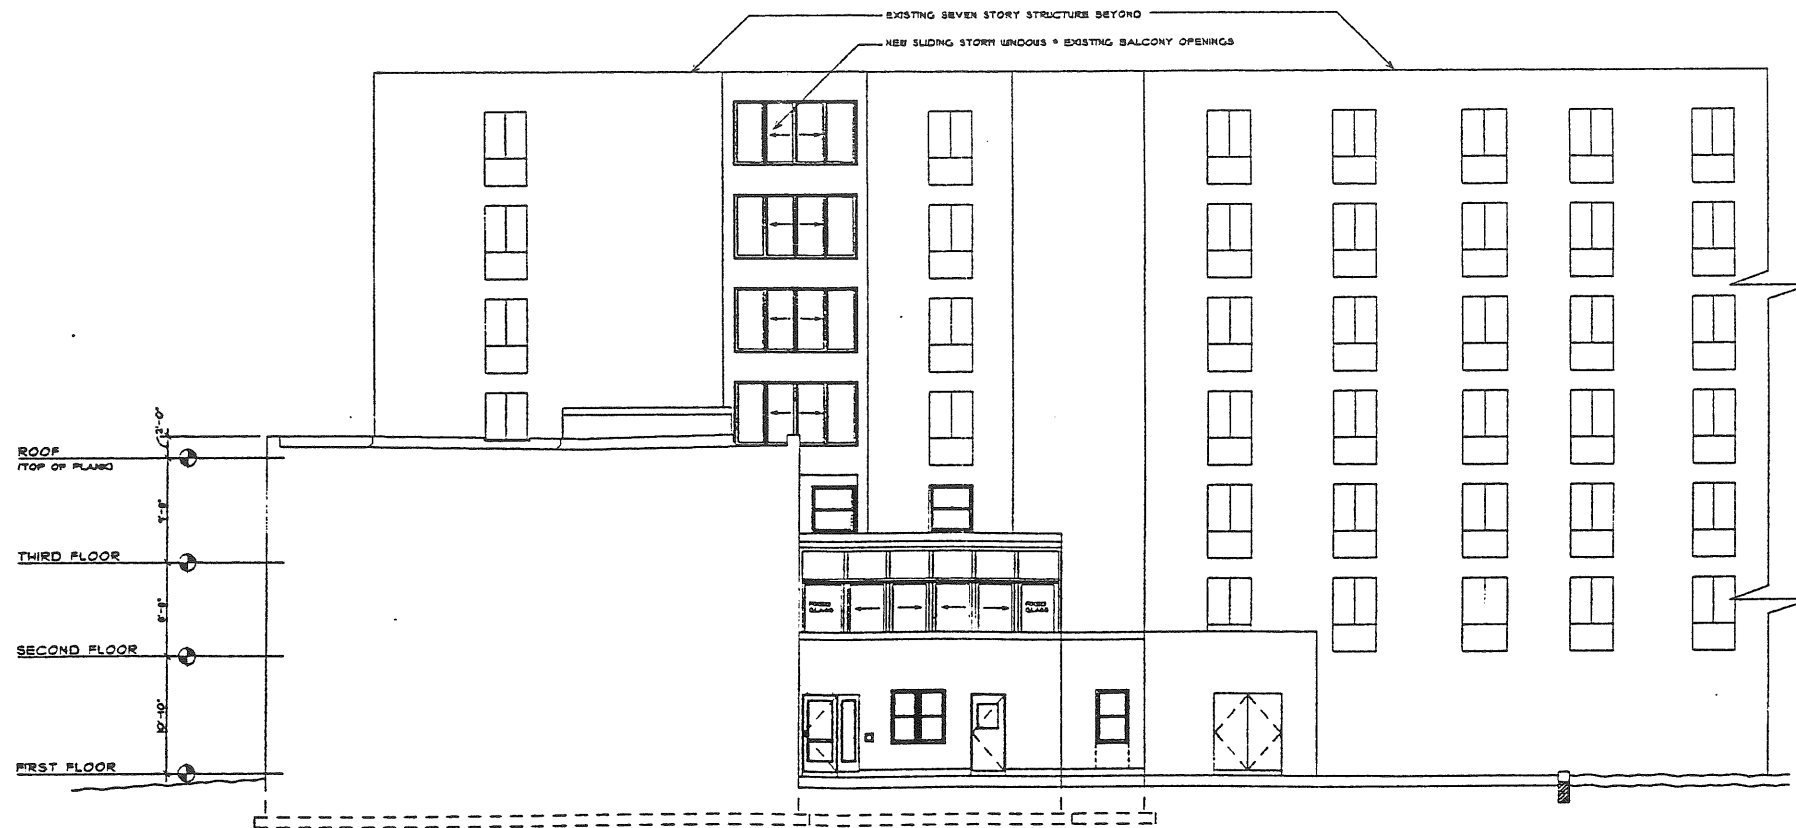 EXISTING SEVEN STORY STRUCTURE BEYOND
NEW SLIDING STORM WINDOWS @ EXISTING BALCONY OPENINGS
2'-0"
ROOF
(TOP OF PLANK)
9'-8"
THIRD FLOOR
FIXED GLASS
FIXED GLASS
8'-8"
SECOND FLOOR
10'-10"
FIRST FLOOR